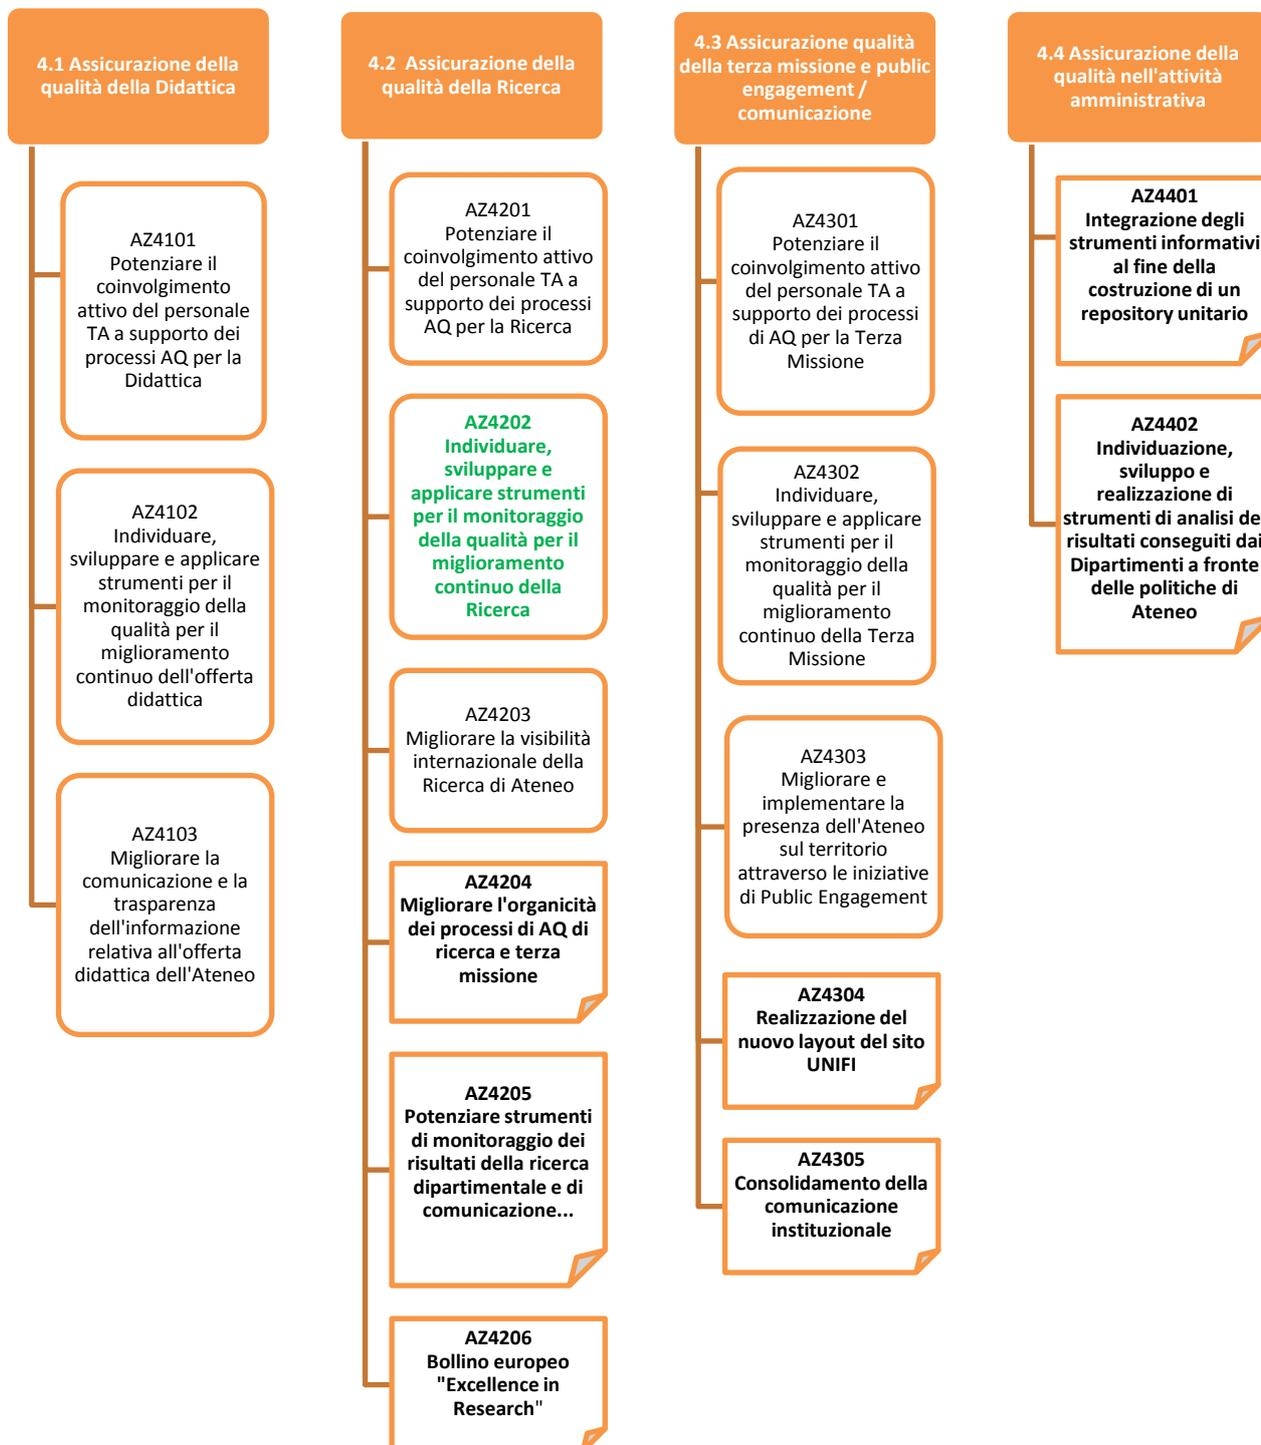 4.1 Assicurazione della
qualità della Didattica
AZ4101
Potenziare il
coinvolgimento
attivo del personale
TA a supporto dei
processi AQ per la
Didattica
AZ4102
Individuare,
sviluppare e applicare
strumenti per il
monitoraggio della
qualità per il
miglioramento
continuo dell'offerta
didattica
AZ4103
Migliorare la
comunicazione e la
trasparenza
dell'informazione
relativa all'offerta
didattica dell'Ateneo
4.2 Assicurazione della
qualità della Ricerca
AZ4201
Potenziare il
coinvolgimento attivo
del personale TA a
supporto dei processi
AQ per la Ricerca
AZ4202
Individuare,
sviluppare e
applicare strumenti
per il monitoraggio
della qualità per il
miglioramento
continuo della
Ricerca
AZ4203
Migliorare la visibilità
internazionale della
Ricerca di Ateneo
AZ4204
Migliorare l'organicità
dei processi di AQ di
ricerca e terza
missione
AZ4205
Potenziare strumenti
di monitoraggio dei
risultati della ricerca
dipartimentale e di
comunicazione...
AZ4206
Bollino europeo
"Excellence in
Research"
4.3 Assicurazione qualità
della terza missione e public
engagement /
comunicazione
AZ4301
Potenziare il
coinvolgimento attivo
del personale TA a
supporto dei processi
di AQ per la Terza
Missione
AZ4302
Individuare,
sviluppare e applicare
strumenti per il
monitoraggio della
qualità per il
miglioramento
continuo della Terza
Missione
AZ4303
Migliorare e
implementare la
presenza dell'Ateneo
sul territorio
attraverso le iniziative
di Public Engagement
AZ4304
Realizzazione del
nuovo layout del sito
UNIFI
AZ4305
Consolidamento della
comunicazione
instituzionale
4.4 Assicurazione della
qualità nell'attività
amministrativa
AZ4401
Integrazione degli
strumenti informativi
al fine della
costruzione di un
repository unitario
AZ4402
Individuazione,
sviluppo e
realizzazione di
strumenti di analisi de
risultati conseguiti dai
Dipartimenti a fronte
delle politiche di
Ateneo